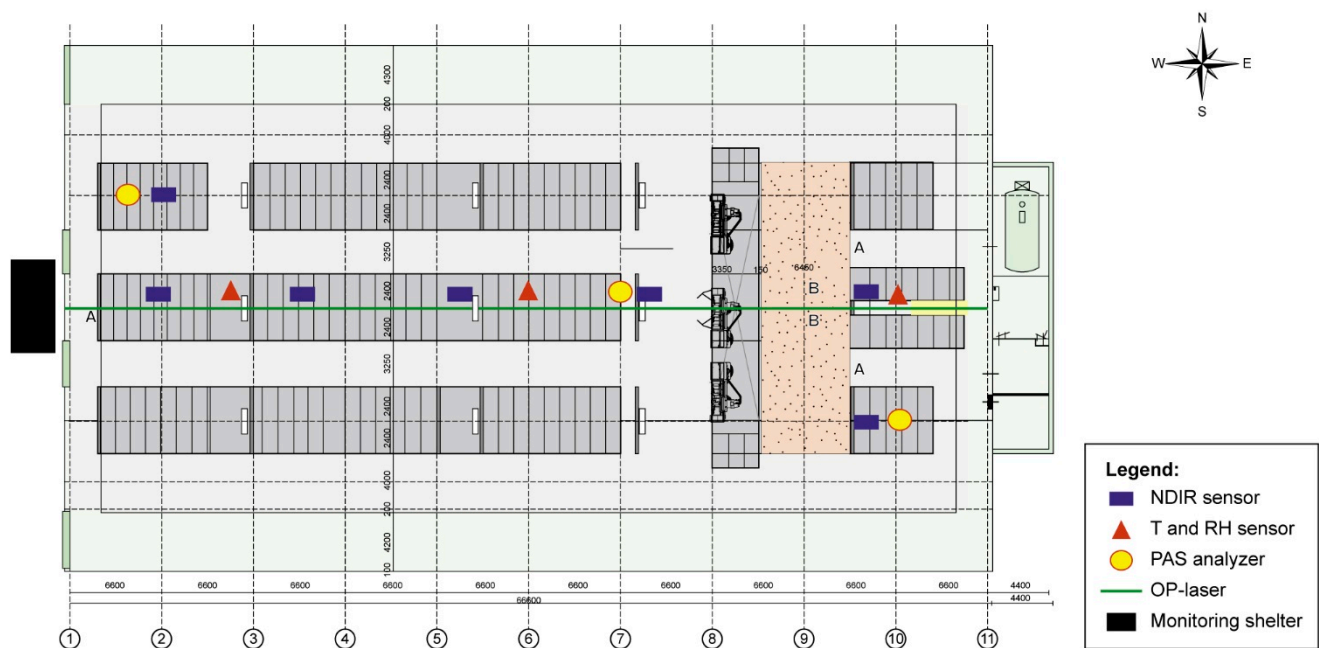 N
W E
S
4300
200
4000
2400
2400
3250
A
3350 150 6450
2400
B
A
B
2400
3250
A
2400
2400
4000
200
4200
100
6600 6600 6600 6600 6600 6600 6600 6600 6600 6600 4400
66600 4400
1 2 3 4 5 6 7 8 9 10 11
Legend:
NDIR sensor
T and RH sensor
PAS analyzer
OP-laser
Monitoring shelter